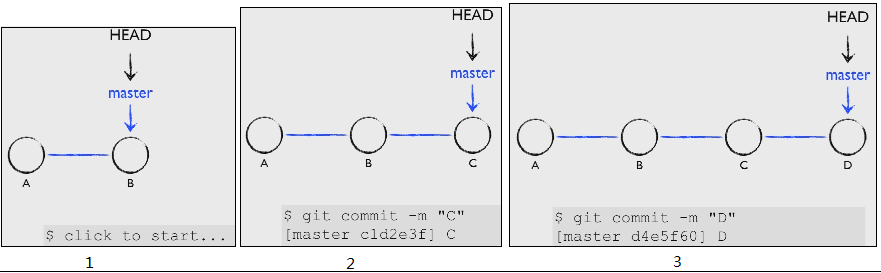 HEAD
master
A B
$ click to start...
1
HEAD
master
A B C
$ git commit -m "C"
[master c1d2e3f] C
2
HEAD
master
A B C D
$ git commit -m "D"
[master d4e5f60] D
3